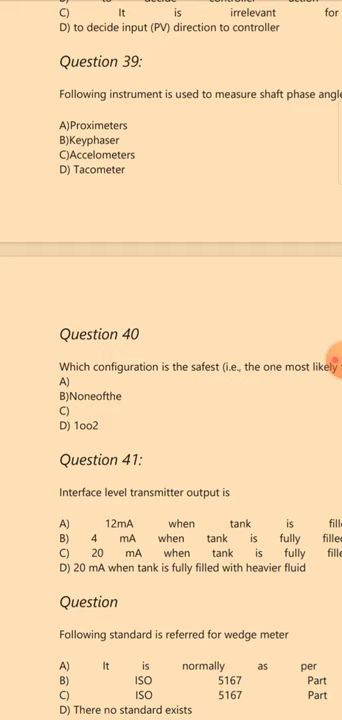 C) It is irrelevant for
D) to decide input (PV) direction to controller
Question 39:
Following instrument is used to measure shaft phase angle
A)Proximeters
B)Keyphaser
C)Accelometers
D) Tacometer
Question 40
Which configuration is the safest (i.e., the one most likely
A)
B)Noneofthe
C)
D) 1oo2
Question 41:
Interface level transmitter output is
A) 12mA when tank is fill
B) 4 mA when tank is fully filled
C) 20 mA when tank is fully fille
D) 20 mA when tank is fully filled with heavier fluid
Question
Following standard is referred for wedge meter
A) It is normally as per
B) ISO 5167 Part
C) ISO 5167 Part
D) There no standard exists